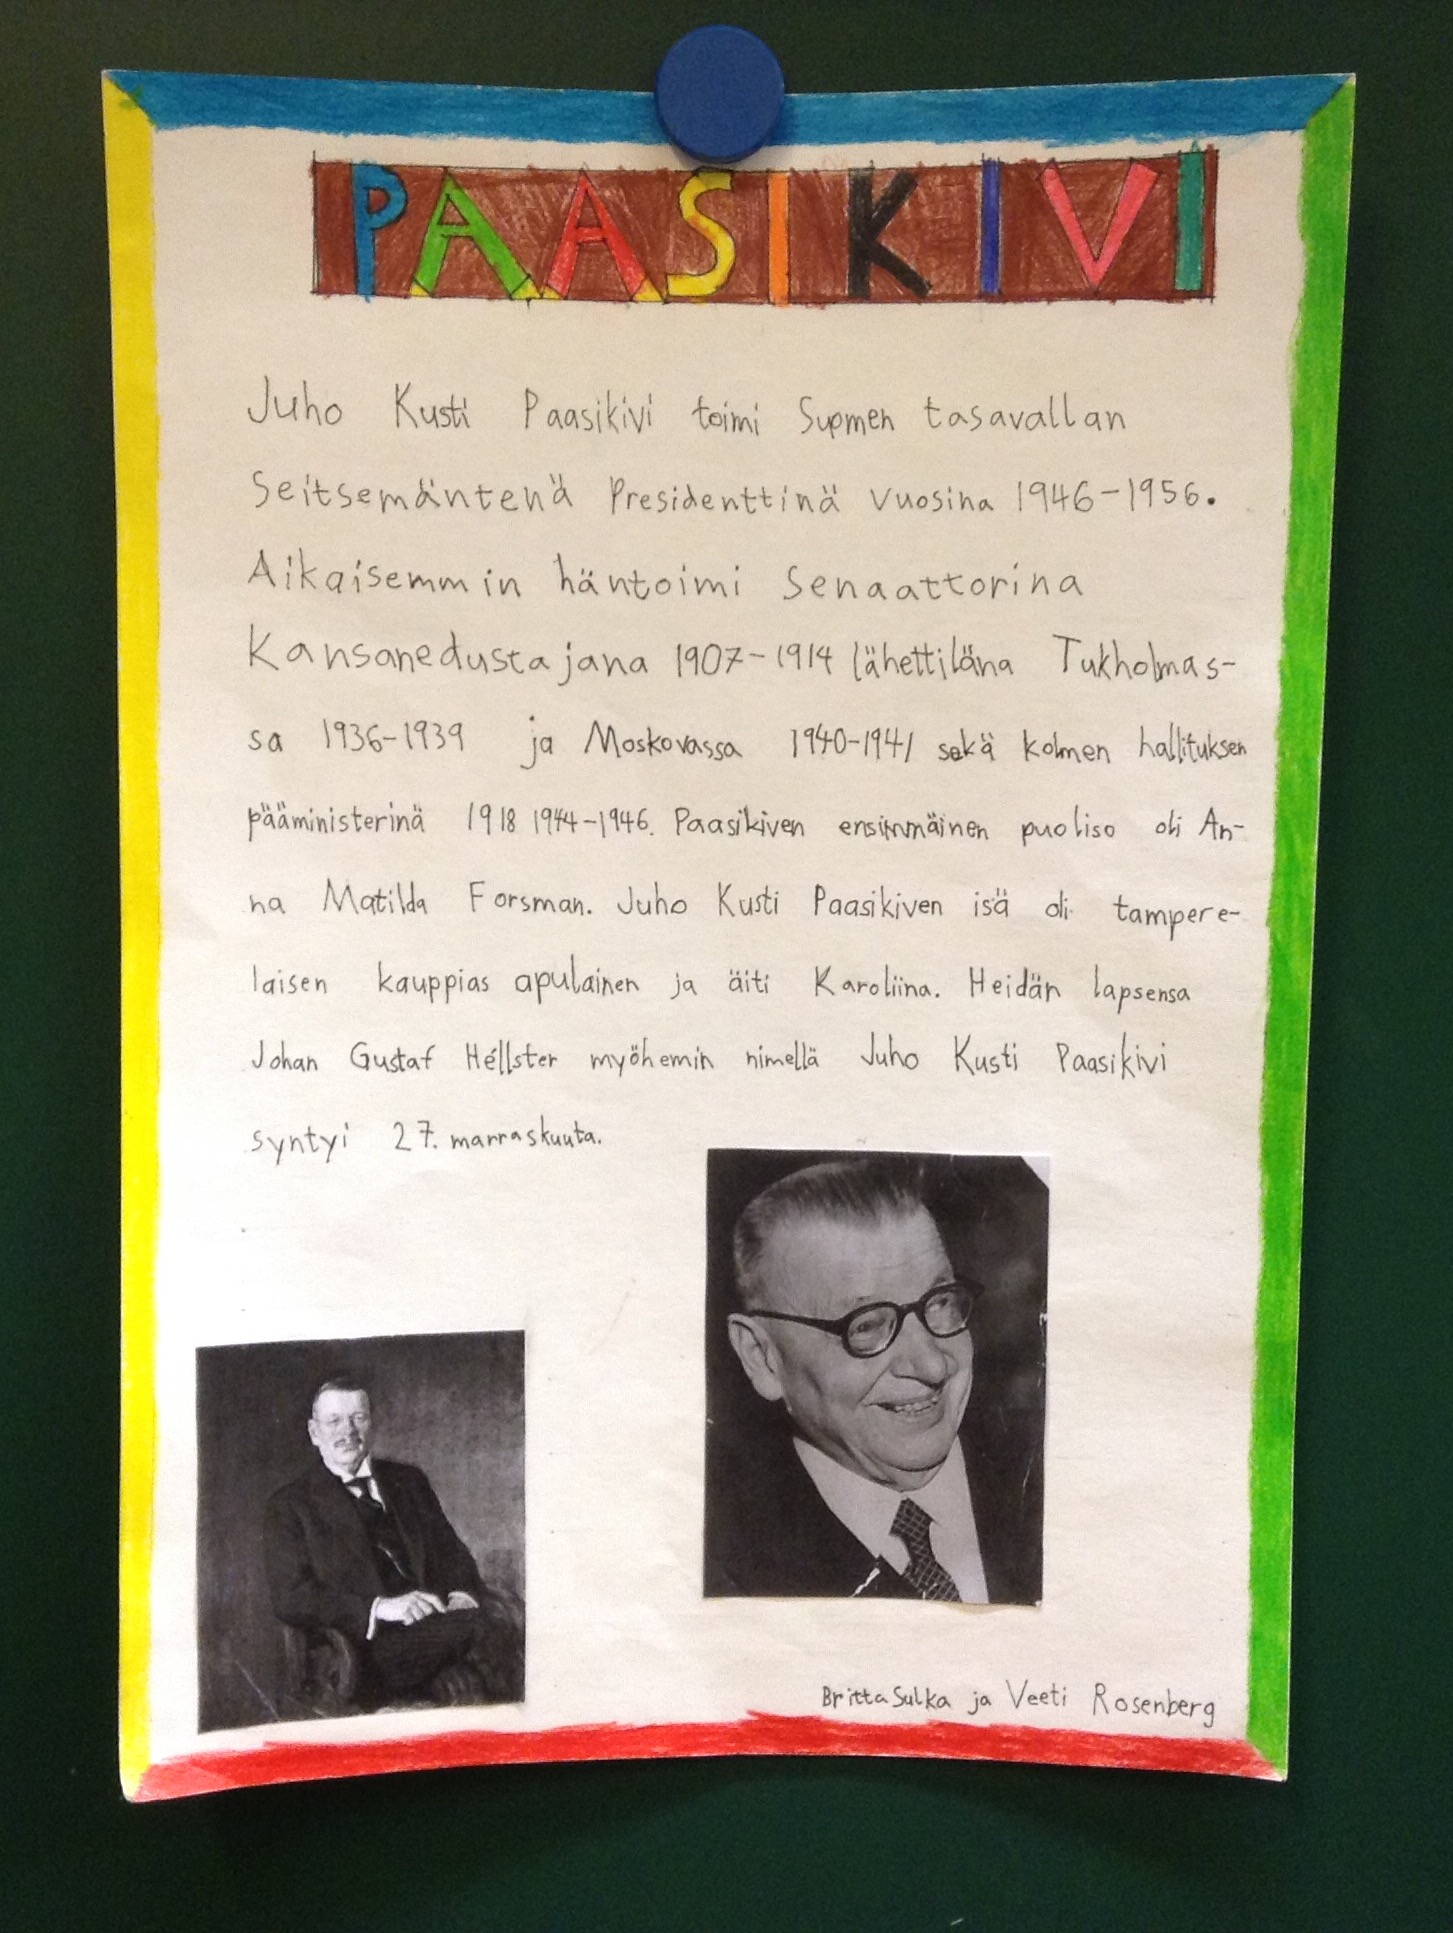 PAASIKIVI
Juho Kusti Paasikivi toimi Suomen tasavallan
Seitsemäntenä Presidenttinä vuosina 1946-1956.
Aikaisemmin häntoimi Senaattorina
Kansanedustajana 1907-1914 lähettilänä Tukholmas-
sa 1936-1939 ja Moskovassa 1940-1941 sekä kolmen hallituksen
pääministerinä 1918 1944-1946. Paasikiven ensimmäinen puoliso oli An-
na Matilda Forsman. Juho Kusti Paasikiven isä oli tampere-
laisen kauppias apulainen ja äiti Karoliina. Heidän lapsensa
Johan Gustaf Héllster myöhemin nimellä Juho Kusti Paasikivi
syntyi 27. marraskuuta.
Britta Sulka ja Veeti Rosenberg